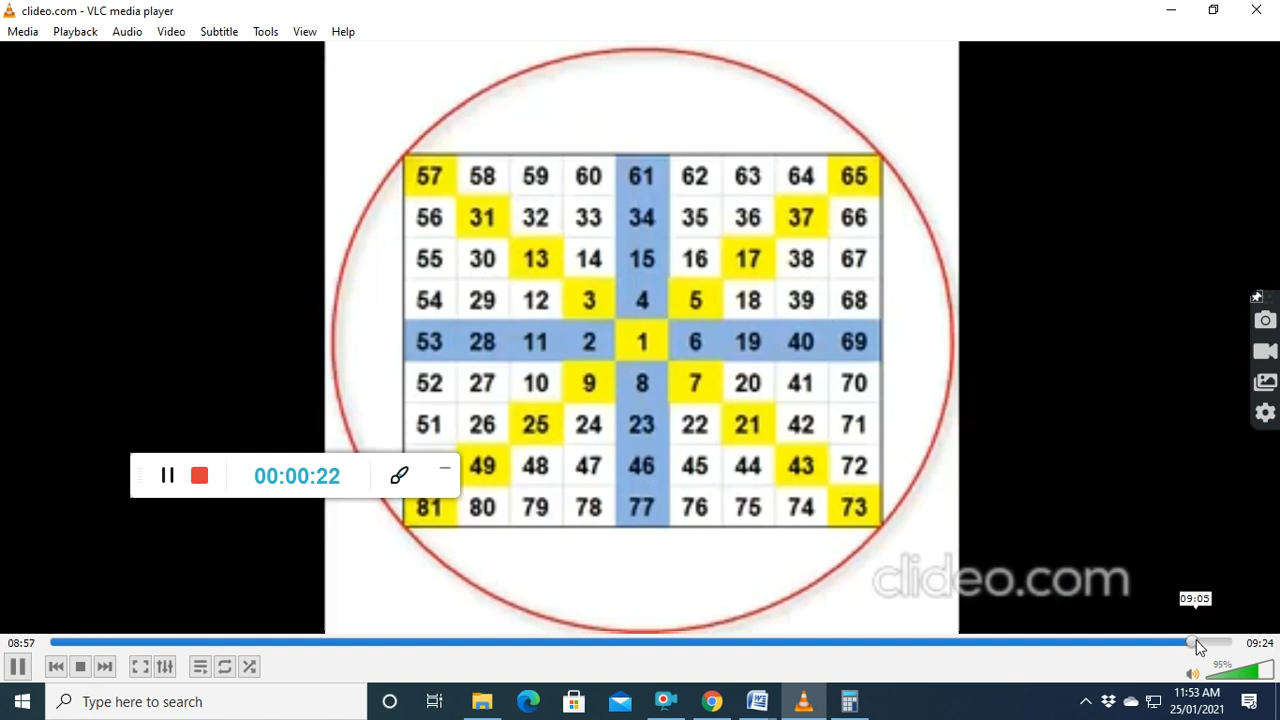 clideo.com - VLC media player
Media Playback Audio Video Subtitle Tools View Help
57 58 59 60 61 62 63 64 65
56 31 32 33 34 35 36 37 66
55 30 13 14 15 16 17 38 67
54 29 12 3 4 5 18 39 68
53 28 11 2 1 6 19 40 69
52 27 10 9 8 7 20 41 70
51 26 25 24 23 22 21 42 71
49 48 47 46 45 44 43 72
81 80 79 78 77 76 75 74 73
00:00:22
clideo.com
09:05
08:57 09:24
95%
Type here to search
11:53 AM
25/01/2021